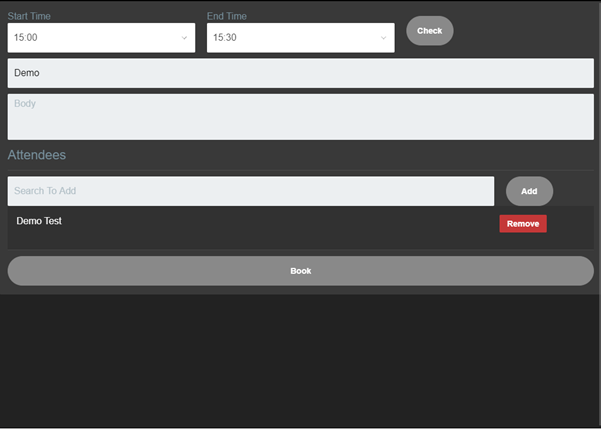 Start Time
End Time
15:00
15:30
Check
Demo
Body
Attendees
Search To Add
Add
Demo Test
Remove
Book